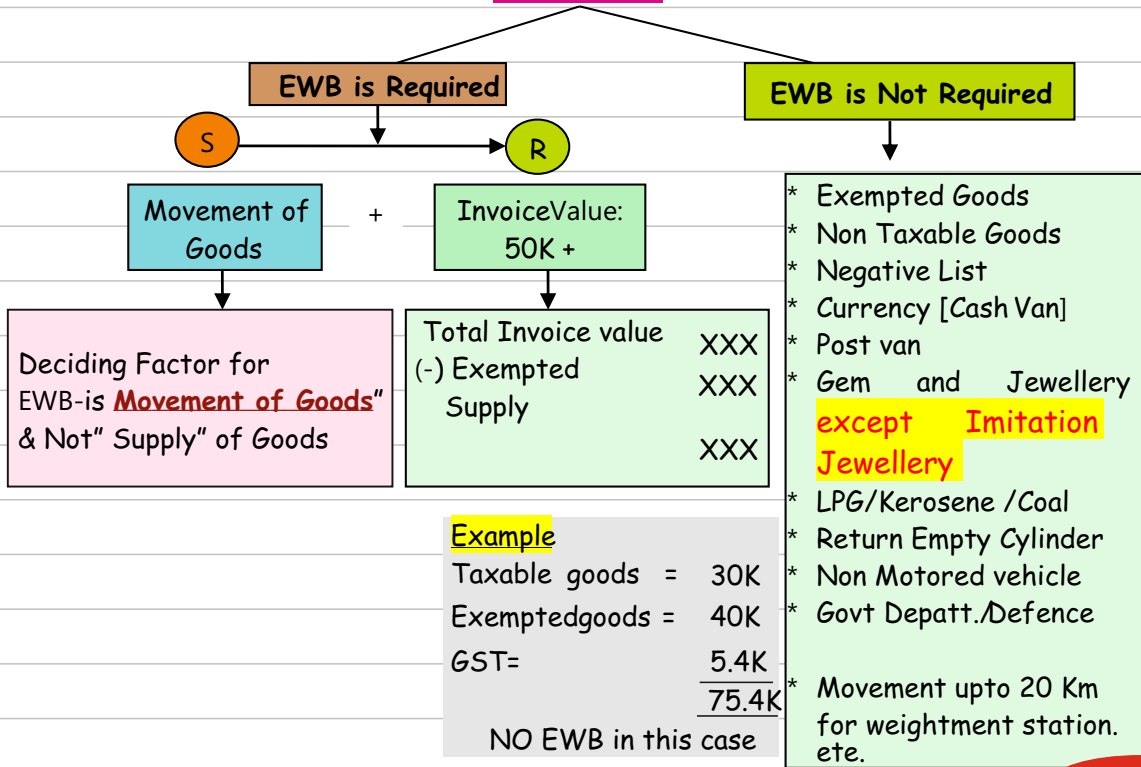 EWB is Required
EWB is Not Required
S
R
Movement of
Goods
+
InvoiceValue:
50K +
Deciding Factor for
EWB-is Movement of Goods"
& Not" Supply" of Goods
Total Invoice value XXX
(-) Exempted XXX
Supply
XXX
Example
Taxable goods = 30K
Exemptedgoods = 40K
GST= 5.4K
75.4K
NO EWB in this case
* Exempted Goods
* Non Taxable Goods
* Negative List
* Currency [Cash Van]
* Post van
* Gem and Jewellery
except Imitation
Jewellery
* LPG/Kerosene /Coal
* Return Empty Cylinder
* Non Motored vehicle
* Govt Depatt./Defence
* Movement upto 20 Km
for weightment station.
ete.